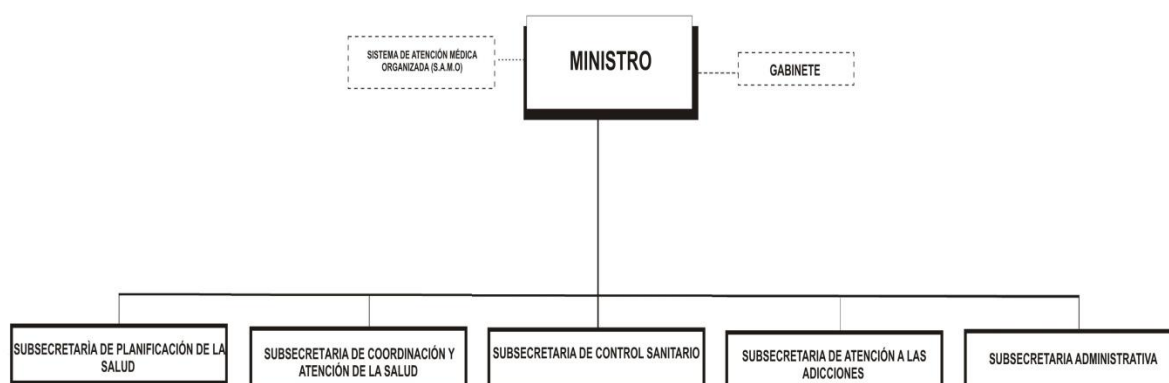 SISTEMA DE ATENCIÓN MÉDICA
ORGANIZADA (S.A.M.O)
MINISTRO
GABINETE
SUBSECRETARÌA DE PLANIFICACIÓN DE LA
SALUD
SUBSECRETARIA DE COORDINACIÓN Y
ATENCIÓN DE LA SALUD
SUBSECRETARIA DE CONTROL SANITARIO
SUBSECRETARIA DE ATENCIÓN A LAS
ADICCIONES
SUBSECRETARIA ADMINISTRATIVA